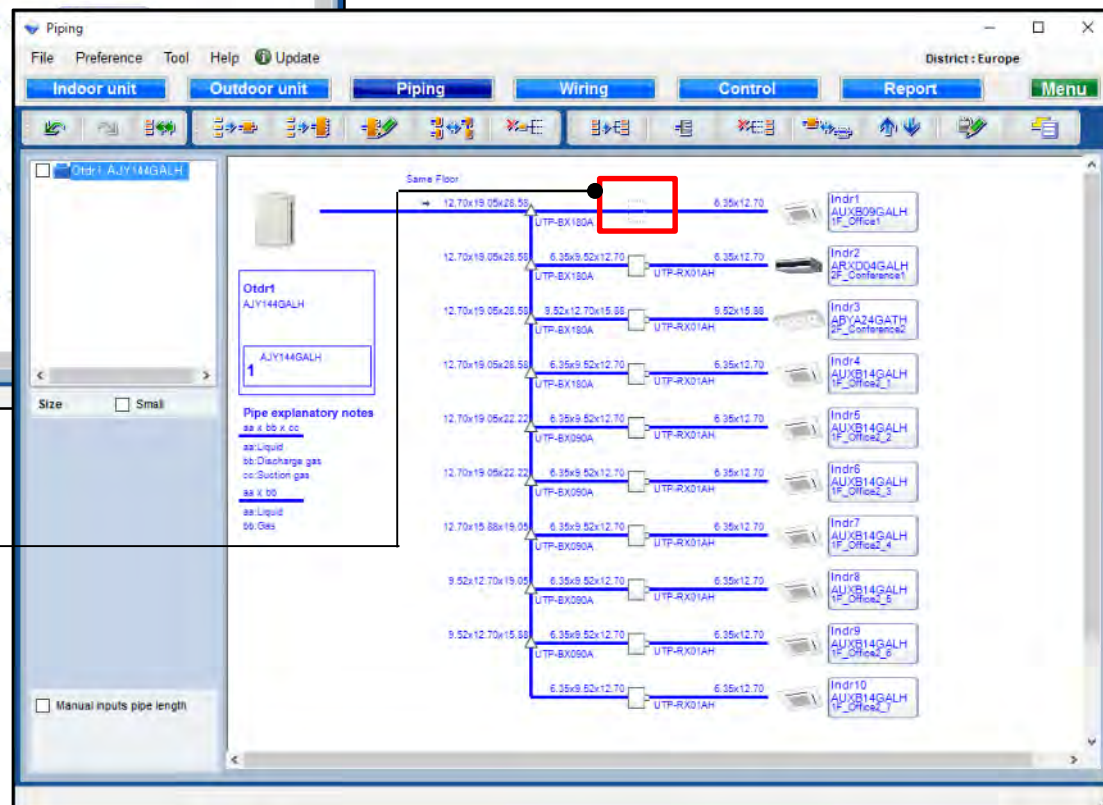 Piping
File Preference Tool Help Update District : Europe
Indoor unit Outdoor unit Piping Wiring Control Report Menu
Otdr1 AJY144GALH
Size Small
Manual inputs pipe length
Same Floor
Otdr1
AJY144GALH
AJY144GALH
1
Pipe explanatory notes
aa x bb x cc
aa:Liquid
bb:Discharge gas
cc:Suction gas
aa x bb
aa:Liquid
bb:Gas
12.70x19.05x28.58 6.35x12.70
UTP-BX180A
Indr1
AUXB09GALH
1F_Office1
12.70x19.05x28.58 6.35x9.52x12.70 6.35x12.70
UTP-BX180A UTP-RX01AH
Indr2
ARXD04GALH
2F_Conference1
12.70x19.05x28.58 9.52x12.70x15.88 9.52x15.88
UTP-BX180A UTP-RX01AH
Indr3
ABYA24GATH
2F_Conference2
12.70x19.05x28.58 6.35x9.52x12.70 6.35x12.70
UTP-BX180A UTP-RX01AH
Indr4
AUXB14GALH
1F_Office2_1
12.70x19.05x22.22 6.35x9.52x12.70 6.35x12.70
UTP-BX090A UTP-RX01AH
Indr5
AUXB14GALH
1F_Office2_2
12.70x19.05x22.22 6.35x9.52x12.70 6.35x12.70
UTP-BX090A UTP-RX01AH
Indr6
AUXB14GALH
1F_Office2_3
12.70x15.88x19.05 6.35x9.52x12.70 6.35x12.70
UTP-BX090A UTP-RX01AH
Indr7
AUXB14GALH
1F_Office2_4
9.52x12.70x19.05 6.35x9.52x12.70 6.35x12.70
UTP-BX090A UTP-RX01AH
Indr8
AUXB14GALH
1F_Office2_5
9.52x12.70x15.88 6.35x9.52x12.70 6.35x12.70
UTP-BX090A UTP-RX01AH
Indr9
AUXB14GALH
1F_Office2_6
6.35x9.52x12.70 6.35x12.70
UTP-RX01AH
Indr10
AUXB14GALH
1F_Office2_7